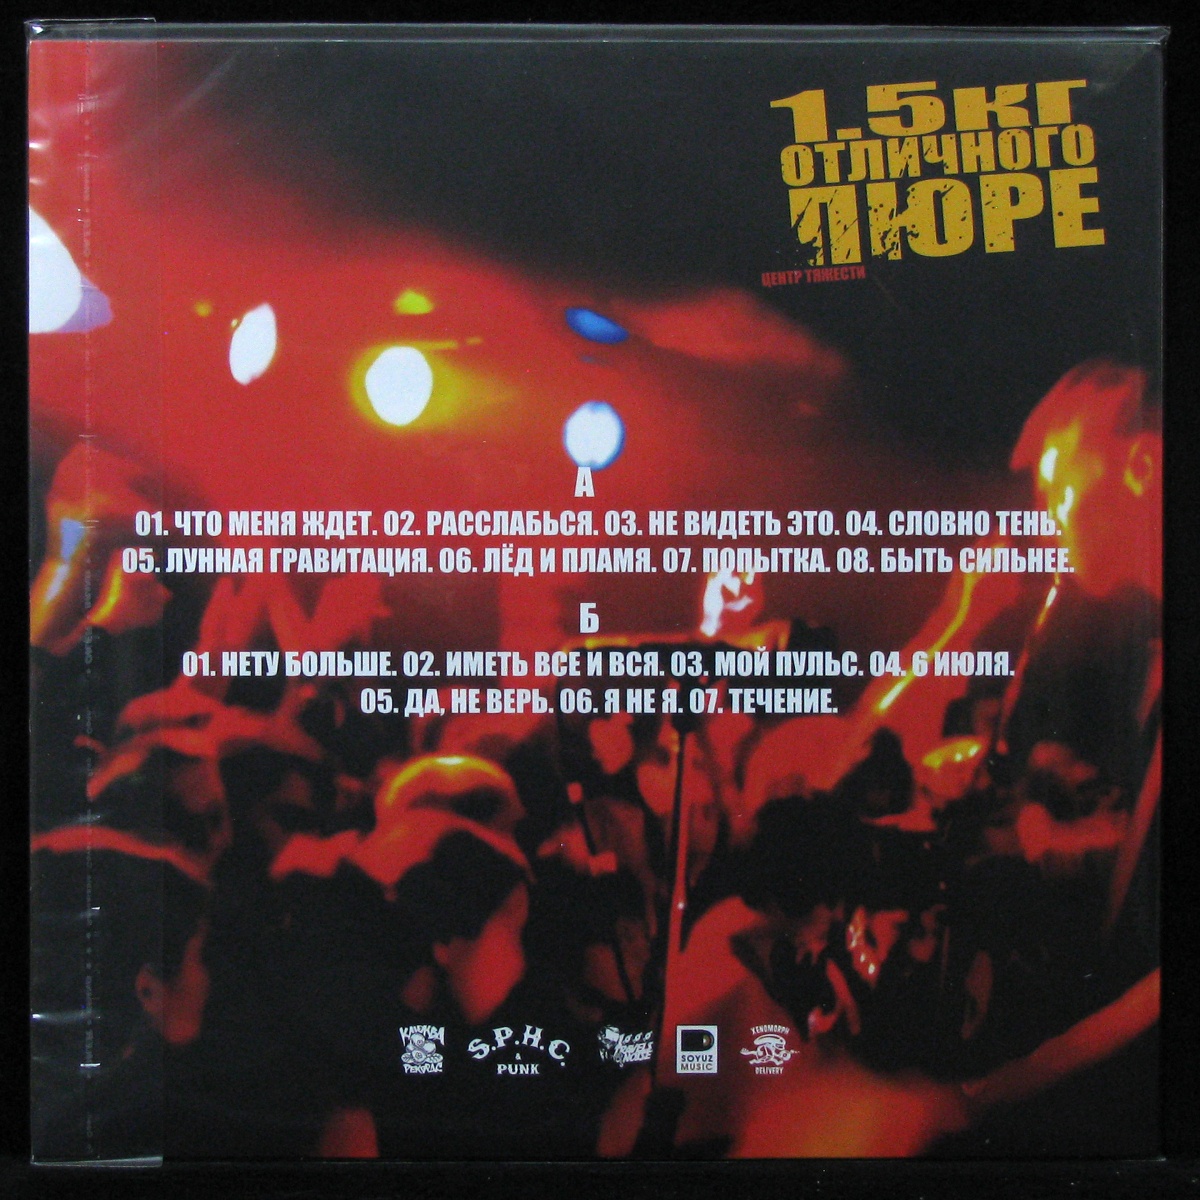 1.5КГ
ОТЛИЧНОГО
ПЮРЕ
ЦЕНТР ТЯЖЕСТИ
А
01. ЧТО МЕНЯ ЖДЕТ. 02. РАССЛАБЬСЯ. 03. НЕ ВИДЕТЬ ЭТО. 04. СЛОВНО ТЕНЬ.
05. ЛУННАЯ ГРАВИТАЦИЯ. 06. ЛЁД И ПЛАМЯ. 07. ПОПЫТКА. 08. БЫТЬ СИЛЬНЕЕ.
Б
01. НЕТУ БОЛЬШЕ. 02. ИМЕТЬ ВСЕ И ВСЯ. 03. МОЙ ПУЛЬС. 04. 6 ИЮЛЯ.
05. ДА, НЕ ВЕРЬ. 06. Я НЕ Я. 07. ТЕЧЕНИЕ.
КЛЮКВА
РЕКОРДС
S.P.H.C.
&
PUNK
SOYUZ
MUSIC
XENOMORPH
DELIVERY